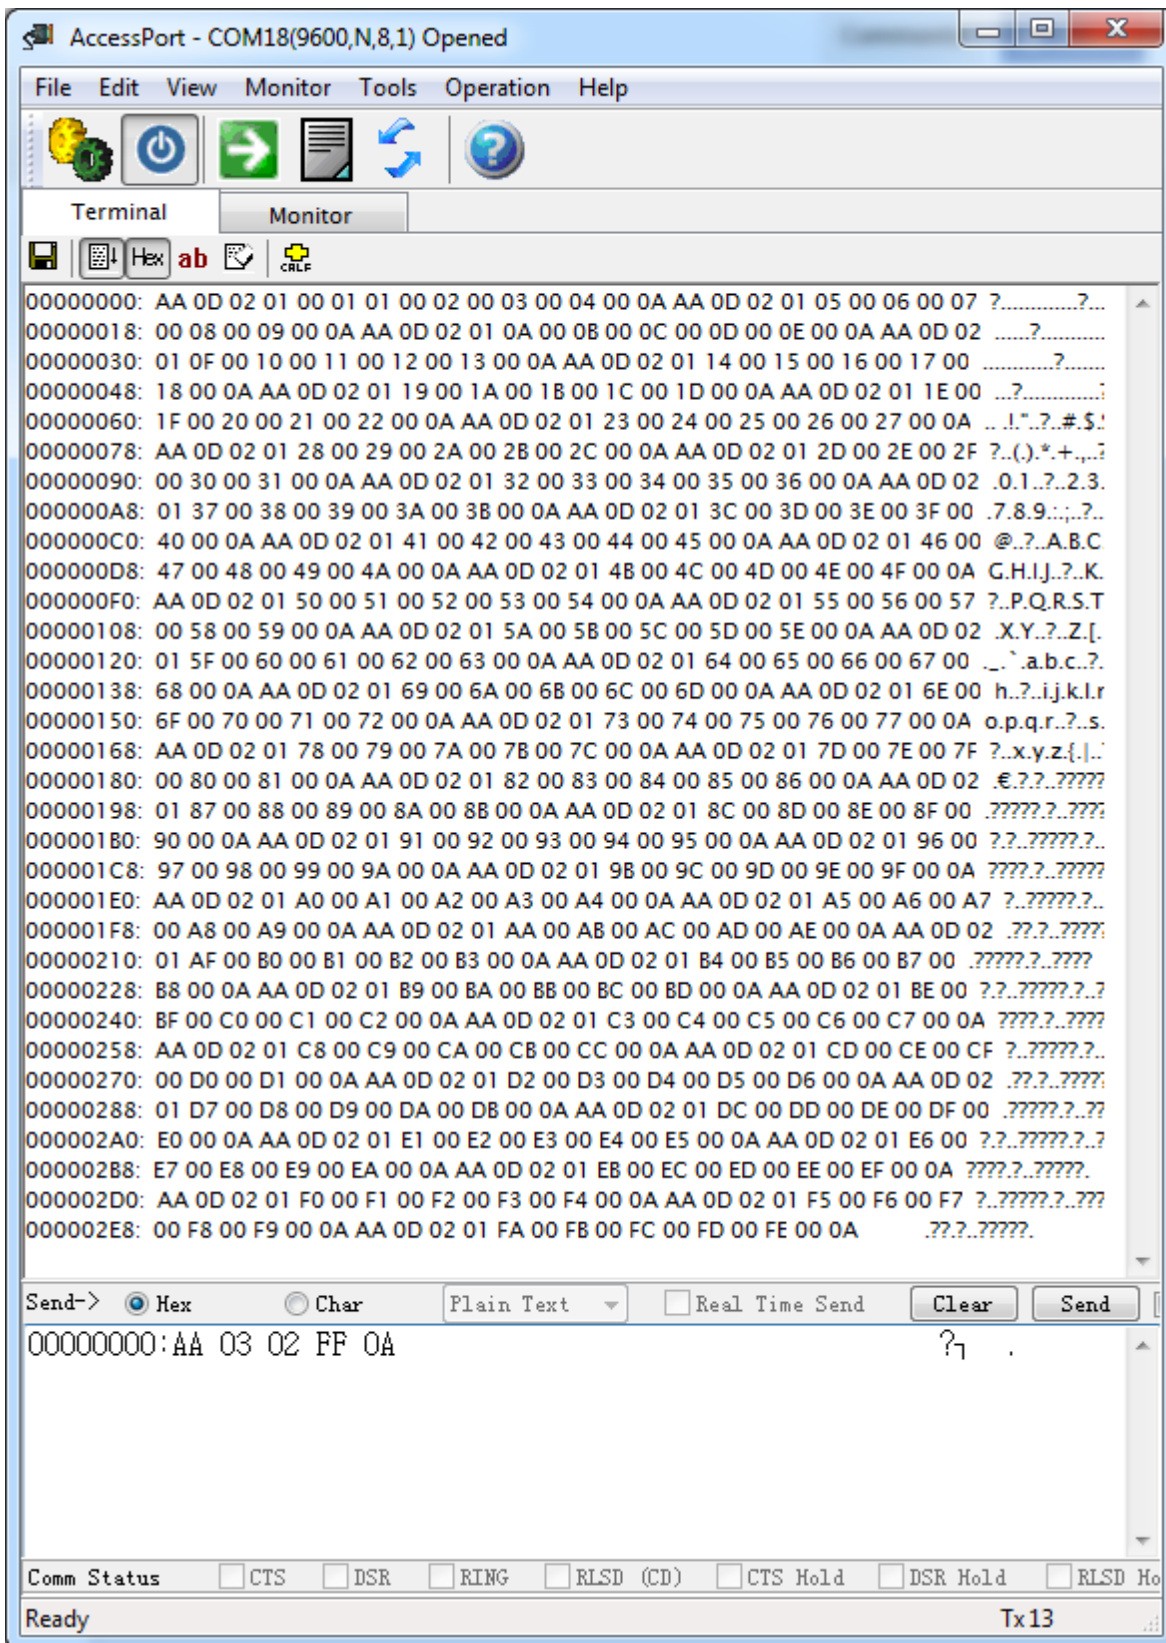 AccessPort - COM18(9600,N,8,1) Opened
File Edit View Monitor Tools Operation Help
Terminal Monitor
Hex ab CRLF
00000000: AA 0D 02 01 00 01 01 00 02 00 03 00 04 00 0A AA 0D 02 01 05 00 06 00 07 ?.............?...
00000018: 00 08 00 09 00 0A AA 0D 02 01 0A 00 0B 00 0C 00 0D 00 0E 00 0A AA 0D 02 ......?...........
00000030: 01 0F 00 10 00 11 00 12 00 13 00 0A AA 0D 02 01 14 00 15 00 16 00 17 00 ............?.......
00000048: 18 00 0A AA 0D 02 01 19 00 1A 00 1B 00 1C 00 1D 00 0A AA 0D 02 01 1E 00 ...?.............?
00000060: 1F 00 20 00 21 00 22 00 0A AA 0D 02 01 23 00 24 00 25 00 26 00 27 00 0A .. .!."..?..#.$.
00000078: AA 0D 02 01 28 00 29 00 2A 00 2B 00 2C 00 0A AA 0D 02 01 2D 00 2E 00 2F ?..(.).*.+.,..?
00000090: 00 30 00 31 00 0A AA 0D 02 01 32 00 33 00 34 00 35 00 36 00 0A AA 0D 02 .0.1..?..2.3.
000000A8: 01 37 00 38 00 39 00 3A 00 3B 00 0A AA 0D 02 01 3C 00 3D 00 3E 00 3F 00 .7.8.9.:.;..?..
000000C0: 40 00 0A AA 0D 02 01 41 00 42 00 43 00 44 00 45 00 0A AA 0D 02 01 46 00 @..?..A.B.C
000000D8: 47 00 48 00 49 00 4A 00 0A AA 0D 02 01 4B 00 4C 00 4D 00 4E 00 4F 00 0A G.H.I.J..?..K.
000000F0: AA 0D 02 01 50 00 51 00 52 00 53 00 54 00 0A AA 0D 02 01 55 00 56 00 57 ?..P.Q.R.S.T
00000108: 00 58 00 59 00 0A AA 0D 02 01 5A 00 5B 00 5C 00 5D 00 5E 00 0A AA 0D 02 .X.Y..?..Z.[.
00000120: 01 5F 00 60 00 61 00 62 00 63 00 0A AA 0D 02 01 64 00 65 00 66 00 67 00 ._.`.a.b.c..?.
00000138: 68 00 0A AA 0D 02 01 69 00 6A 00 6B 00 6C 00 6D 00 0A AA 0D 02 01 6E 00 h..?..i.j.k.l.
00000150: 6F 00 70 00 71 00 72 00 0A AA 0D 02 01 73 00 74 00 75 00 76 00 77 00 0A o.p.q.r..?..s.
00000168: AA 0D 02 01 78 00 79 00 7A 00 7B 00 7C 00 0A AA 0D 02 01 7D 00 7E 00 7F ?..x.y.z.{.|..
00000180: 00 80 00 81 00 0A AA 0D 02 01 82 00 83 00 84 00 85 00 86 00 0A AA 0D 02 .€.?.?..?????
00000198: 01 87 00 88 00 89 00 8A 00 8B 00 0A AA 0D 02 01 8C 00 8D 00 8E 00 8F 00 .?????.?..????
000001B0: 90 00 0A AA 0D 02 01 91 00 92 00 93 00 94 00 95 00 0A AA 0D 02 01 96 00 ?.?..?????.?..
000001C8: 97 00 98 00 99 00 9A 00 0A AA 0D 02 01 9B 00 9C 00 9D 00 9E 00 9F 00 0A ????.?..?????
000001E0: AA 0D 02 01 A0 00 A1 00 A2 00 A3 00 A4 00 0A AA 0D 02 01 A5 00 A6 00 A7 ?..?????.?..
000001F8: 00 A8 00 A9 00 0A AA 0D 02 01 AA 00 AB 00 AC 00 AD 00 AE 00 0A AA 0D 02 .??.?..?????
00000210: 01 AF 00 B0 00 B1 00 B2 00 B3 00 0A AA 0D 02 01 B4 00 B5 00 B6 00 B7 00 .?????.?..????
00000228: B8 00 0A AA 0D 02 01 B9 00 BA 00 BB 00 BC 00 BD 00 0A AA 0D 02 01 BE 00 ?.?..?????.?..?
00000240: BF 00 C0 00 C1 00 C2 00 0A AA 0D 02 01 C3 00 C4 00 C5 00 C6 00 C7 00 0A ????.?..????
00000258: AA 0D 02 01 C8 00 C9 00 CA 00 CB 00 CC 00 0A AA 0D 02 01 CD 00 CE 00 CF ?..?????.?..
00000270: 00 D0 00 D1 00 0A AA 0D 02 01 D2 00 D3 00 D4 00 D5 00 D6 00 0A AA 0D 02 .??.?..?????
00000288: 01 D7 00 D8 00 D9 00 DA 00 DB 00 0A AA 0D 02 01 DC 00 DD 00 DE 00 DF 00 .?????.?..??
000002A0: E0 00 0A AA 0D 02 01 E1 00 E2 00 E3 00 E4 00 E5 00 0A AA 0D 02 01 E6 00 ?.?..?????.?..?
000002B8: E7 00 E8 00 E9 00 EA 00 0A AA 0D 02 01 EB 00 EC 00 ED 00 EE 00 EF 00 0A ????.?..?????.
000002D0: AA 0D 02 01 F0 00 F1 00 F2 00 F3 00 F4 00 0A AA 0D 02 01 F5 00 F6 00 F7 ?..?????.?..???
000002E8: 00 F8 00 F9 00 0A AA 0D 02 01 FA 00 FB 00 FC 00 FD 00 FE 00 0A .??.?..?????.
Send-> Hex Char Plain Text Real Time Send Clear Send
00000000:AA 03 02 FF 0A ?┐ .
Comm Status CTS DSR RING RLSD (CD) CTS Hold DSR Hold RLSD Ho
Ready Tx 13